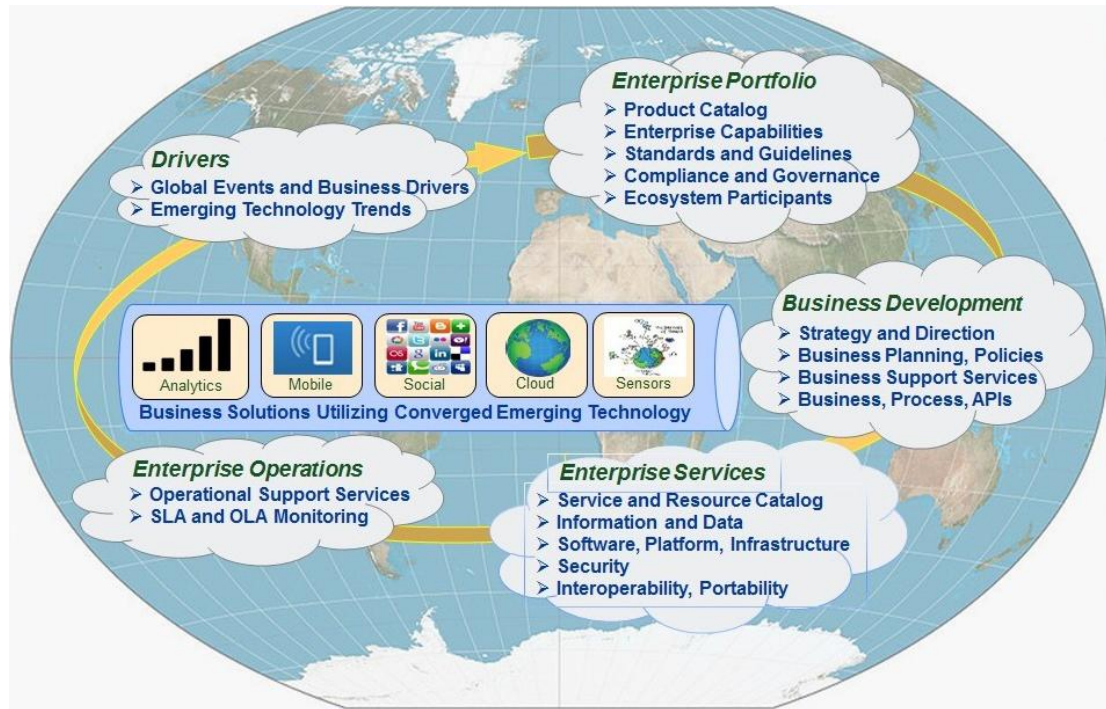 Enterprise Portfolio
➢ Product Catalog
➢ Enterprise Capabilities
➢ Standards and Guidelines
➢ Compliance and Governance
➢ Ecosystem Participants
Drivers
➢ Global Events and Business Drivers
➢ Emerging Technology Trends
Business Development
➢ Strategy and Direction
➢ Business Planning, Policies
➢ Business Support Services
➢ Business, Process, APIs
Analytics
Mobile
Social
Cloud
Sensors
Business Solutions Utilizing Converged Emerging Technology
Enterprise Operations
➢ Operational Support Services
➢ SLA and OLA Monitoring
Enterprise Services
➢ Service and Resource Catalog
➢ Information and Data
➢ Software, Platform, Infrastructure
➢ Security
➢ Interoperability, Portability